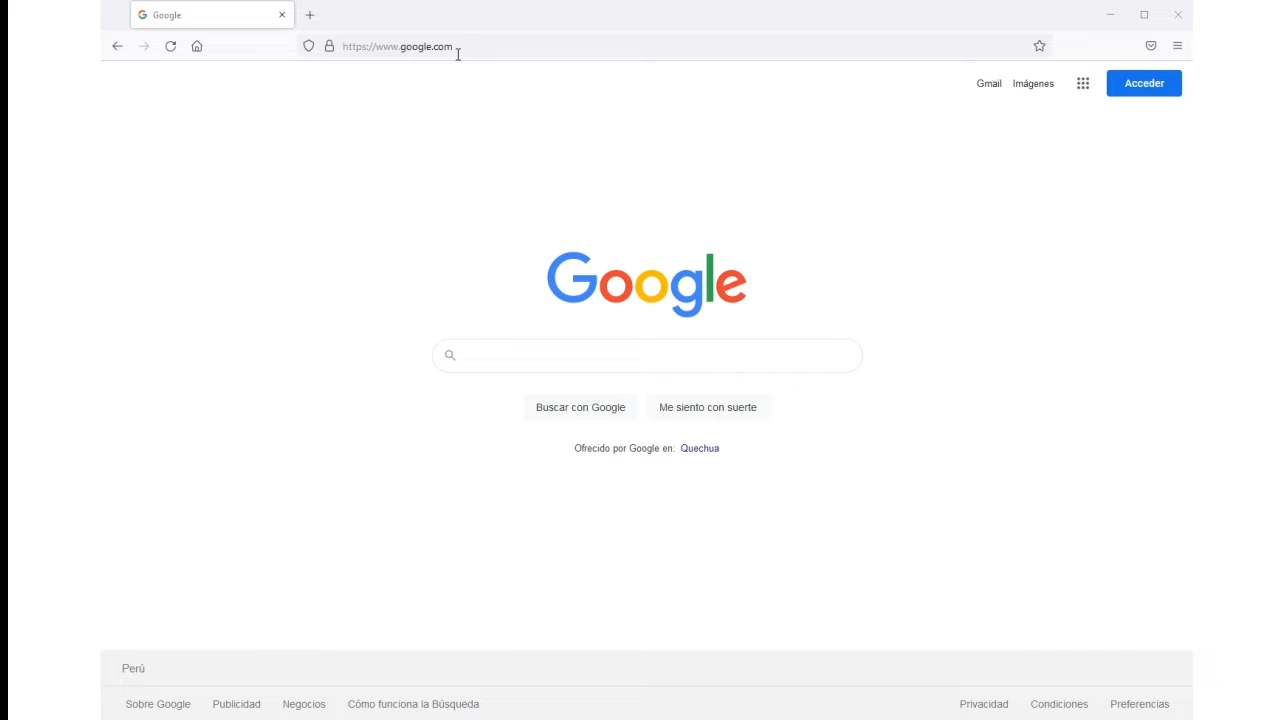 Google
https://www.google.com
Gmail Imágenes Acceder
Google
Buscar con Google Me siento con suerte
Ofrecido por Google en: Quechua
Perú
Sobre Google Publicidad Negocios Cómo funciona la Búsqueda Privacidad Condiciones Preferencias